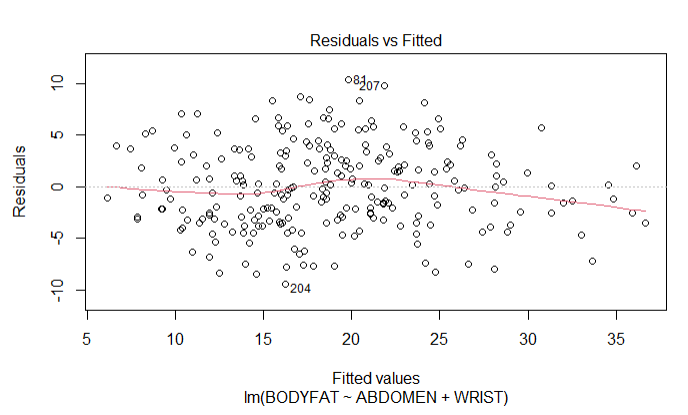 Residuals vs Fitted
Residuals
10
5
0
-5
-10
81
207
204
5 10 15 20 25 30 35
Fitted values
lm(BODYFAT ~ ABDOMEN + WRIST)